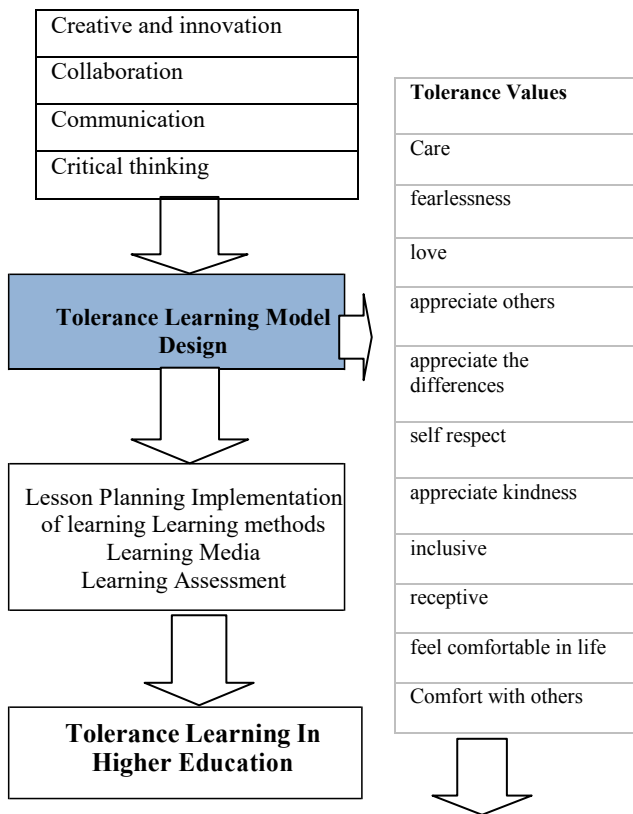 Creative and innovation
Collaboration
Communication
Critical thinking
Tolerance Learning Model
Design
Lesson Planning Implementation
of learning Learning methods
Learning Media
Learning Assessment
Tolerance Learning In
Higher Education
Tolerance Values
Care
fearlessness
love
appreciate others
appreciate the
differences
self respect
appreciate kindness
inclusive
receptive
feel comfortable in life
Comfort with others